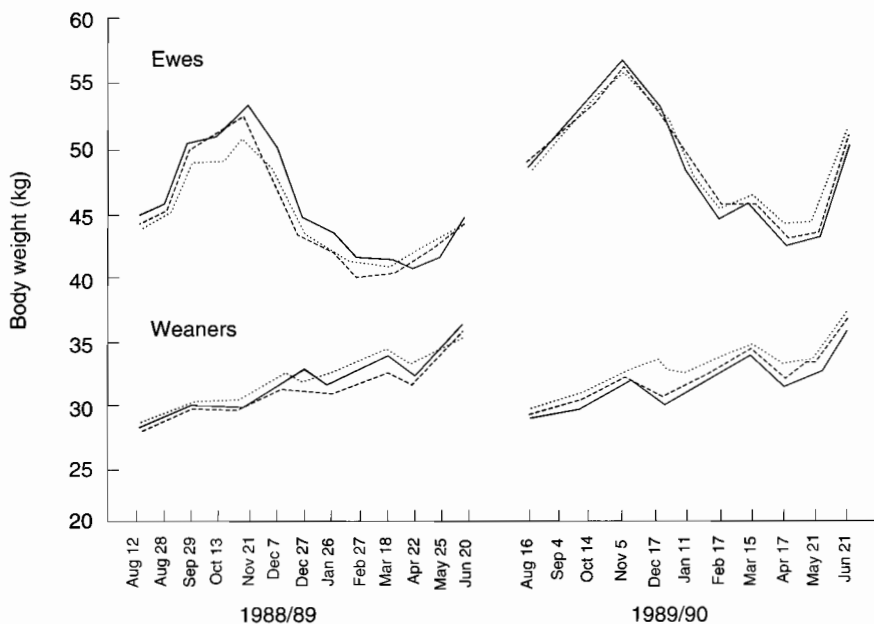 Body weight (kg)
60
55
50
45
40
35
30
25
20
Ewes
Weaners
Aug 12
Aug 28
Sep 29
Oct 13
Nov 21
Dec 7
Dec 27
Jan 26
Feb 27
Mar 18
Apr 22
May 25
Jun 20
1988/89
Aug 16
Sep 4
Oct 14
Nov 5
Dec 17
Jan 11
Feb 17
Mar 15
Apr 17
May 21
Jun 21
1989/90